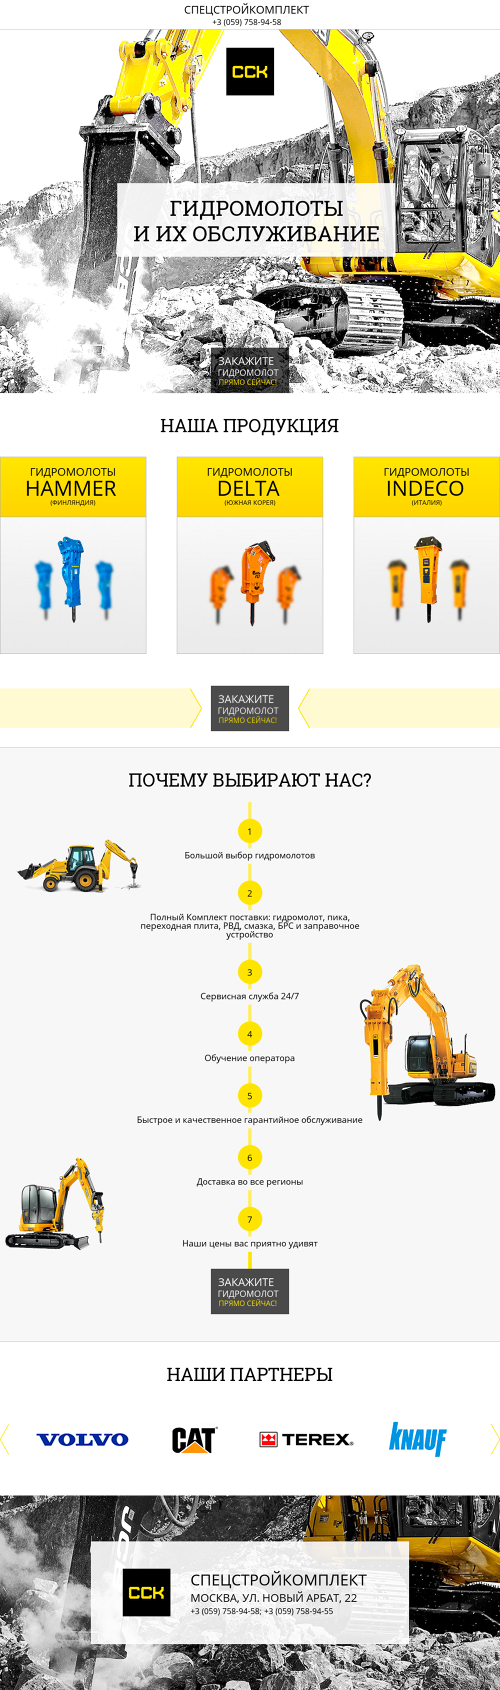 СПЕЦСТРОЙКОМПЛЕКТ
+3 (059) 758-94-58
ССК
ГИДРОМОЛОТЫ
И ИХ ОБСЛУЖИВАНИЕ
ЗАКАЖИТЕ
ГИДРОМОЛОТ
ПРЯМО СЕЙЧАС!
НАША ПРОДУКЦИЯ
ГИДРОМОЛОТЫ
HAMMER
(ФИНЛЯНДИЯ)
ГИДРОМОЛОТЫ
DELTA
(ЮЖНАЯ КОРЕЯ)
ГИДРОМОЛОТЫ
INDECO
(ИТАЛИЯ)
ЗАКАЖИТЕ
ГИДРОМОЛОТ
ПРЯМО СЕЙЧАС!
ПОЧЕМУ ВЫБИРАЮТ НАС?
1
Большой выбор гидромолотов
2
Полный Комплект поставки: гидромолот, пика,
переходная плита, РВД, смазка, БРС и заправочное
устройство
3
Сервисная служба 24/7
4
Обучение оператора
5
Быстрое и качественное гарантийное обслуживание
6
Доставка во все регионы
7
Наши цены вас приятно удивят
ЗАКАЖИТЕ
ГИДРОМОЛОТ
ПРЯМО СЕЙЧАС!
НАШИ ПАРТНЕРЫ
VOLVO
CAT
TEREX
KNAUF
ССК
СПЕЦСТРОЙКОМПЛЕКТ
МОСКВА, УЛ. НОВЫЙ АРБАТ, 22
+3 (059) 758-94-58; +3 (059) 758-94-55